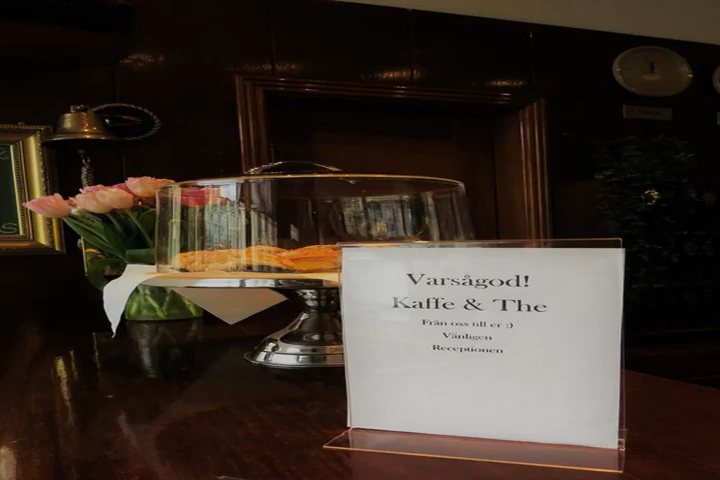 Varsågod!
Kaffe & The
Från oss till er :)
Vänligen
Receptionen